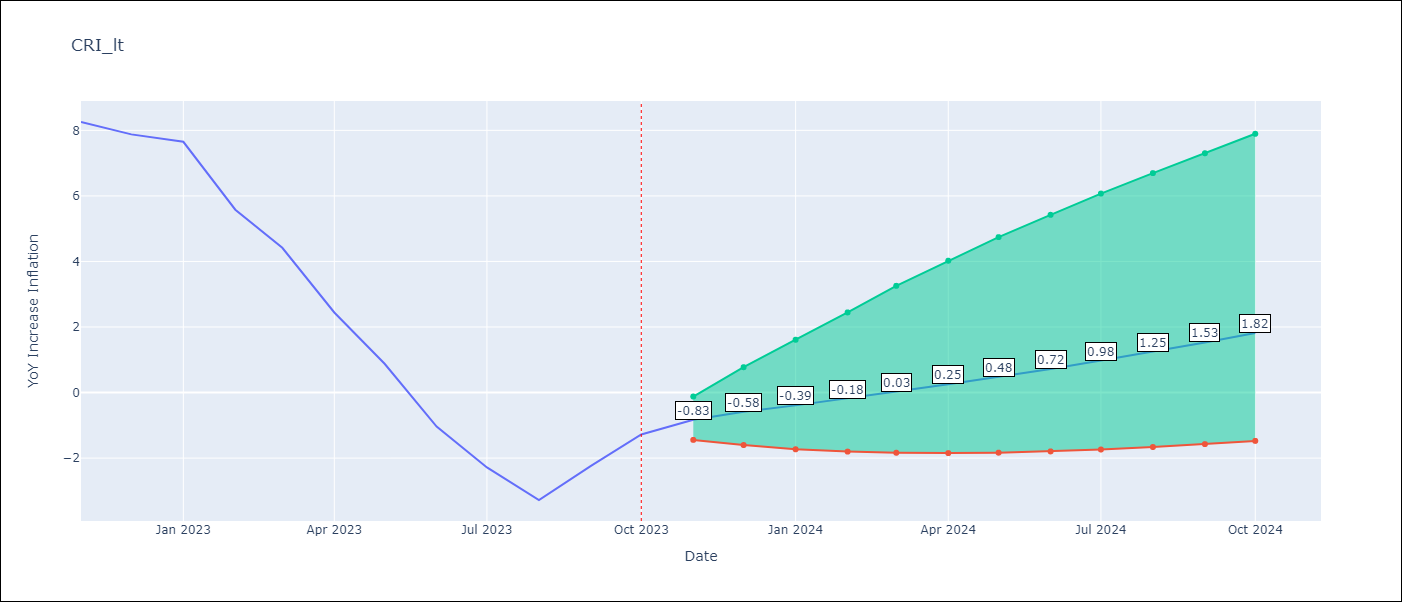 CRI_lt
YoY Increase Inflation
8
6
4
2
0
−2
-0.83
-0.58
-0.39
-0.18
0.03
0.25
0.48
0.72
0.98
1.25
1.53
1.82
Jan 2023
Apr 2023
Jul 2023
Oct 2023
Jan 2024
Apr 2024
Jul 2024
Oct 2024
Date